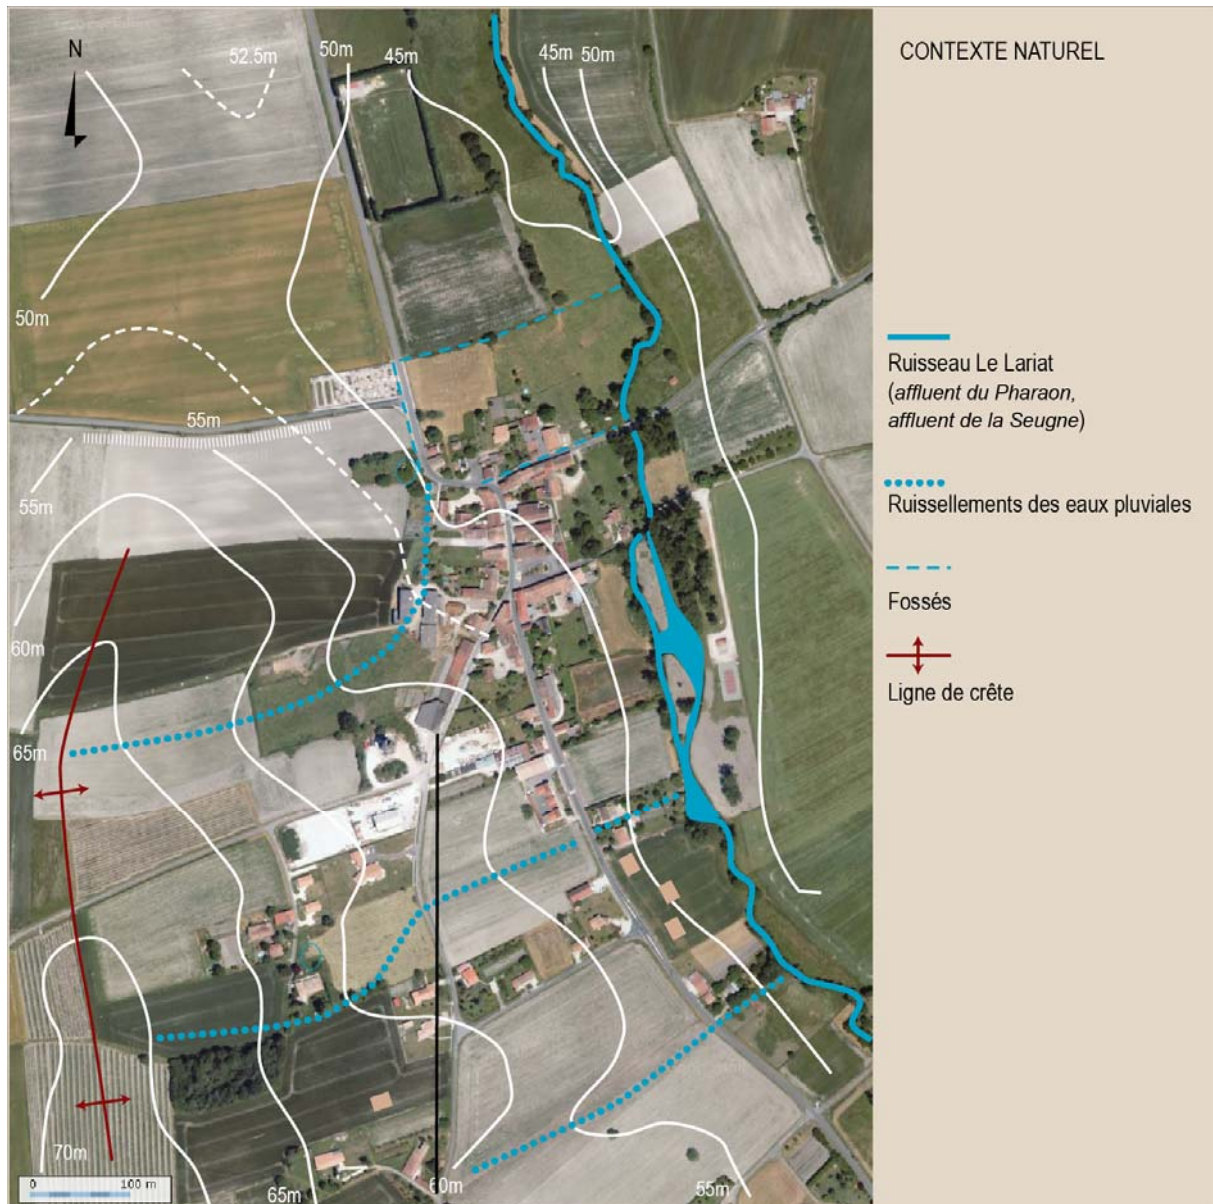 N
52.5m
50m
45m
45m
50m
CONTEXTE NATUREL
50m
Ruisseau Le Lariat
(affluent du Pharaon,
affluent de la Seugne)
55m
55m
Ruissellements des eaux pluviales
Fossés
60m
Ligne de crête
65m
70m
0 100 m
65m
60m
55m